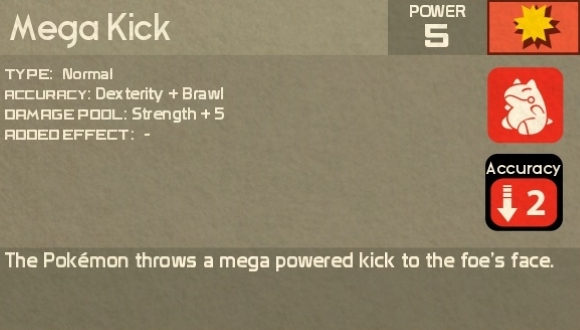 Mega Kick
POWER
5
TYPE: Normal
ACCURACY: Dexterity + Brawl
DAMAGE POOL: Strength + 5
ADDED EFFECT: -
Accuracy
2
The Pokémon throws a mega powered kick to the foe's face.